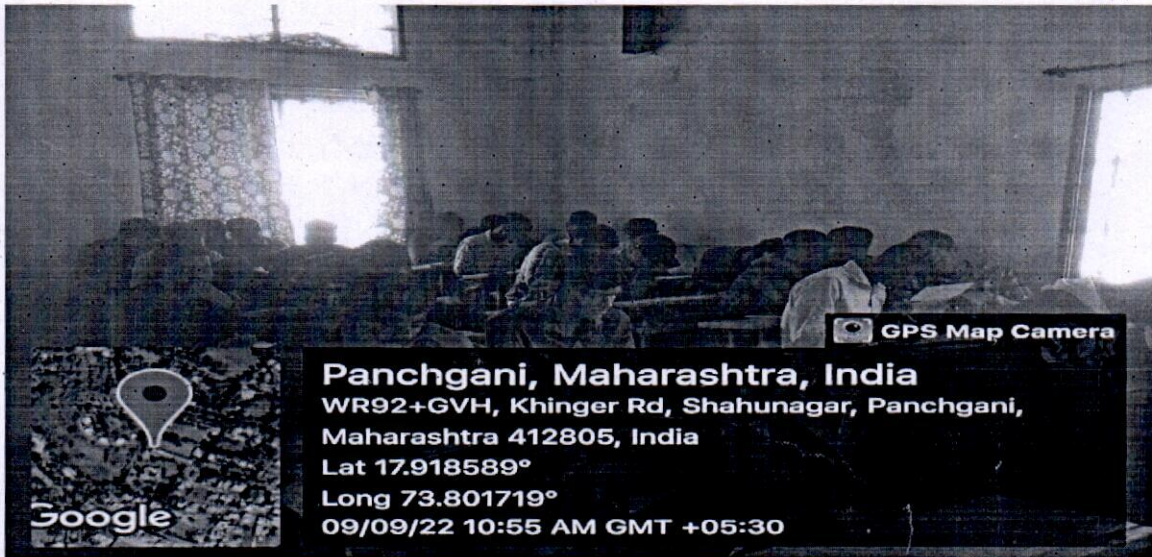 GPS Map Camera
Panchgani, Maharashtra, India
WR92+GVH, Khinger Rd, Shahunagar, Panchgani,
Maharashtra 412805, India
Lat 17.918589°
Long 73.801719°
09/09/22 10:55 AM GMT +05:30
Google